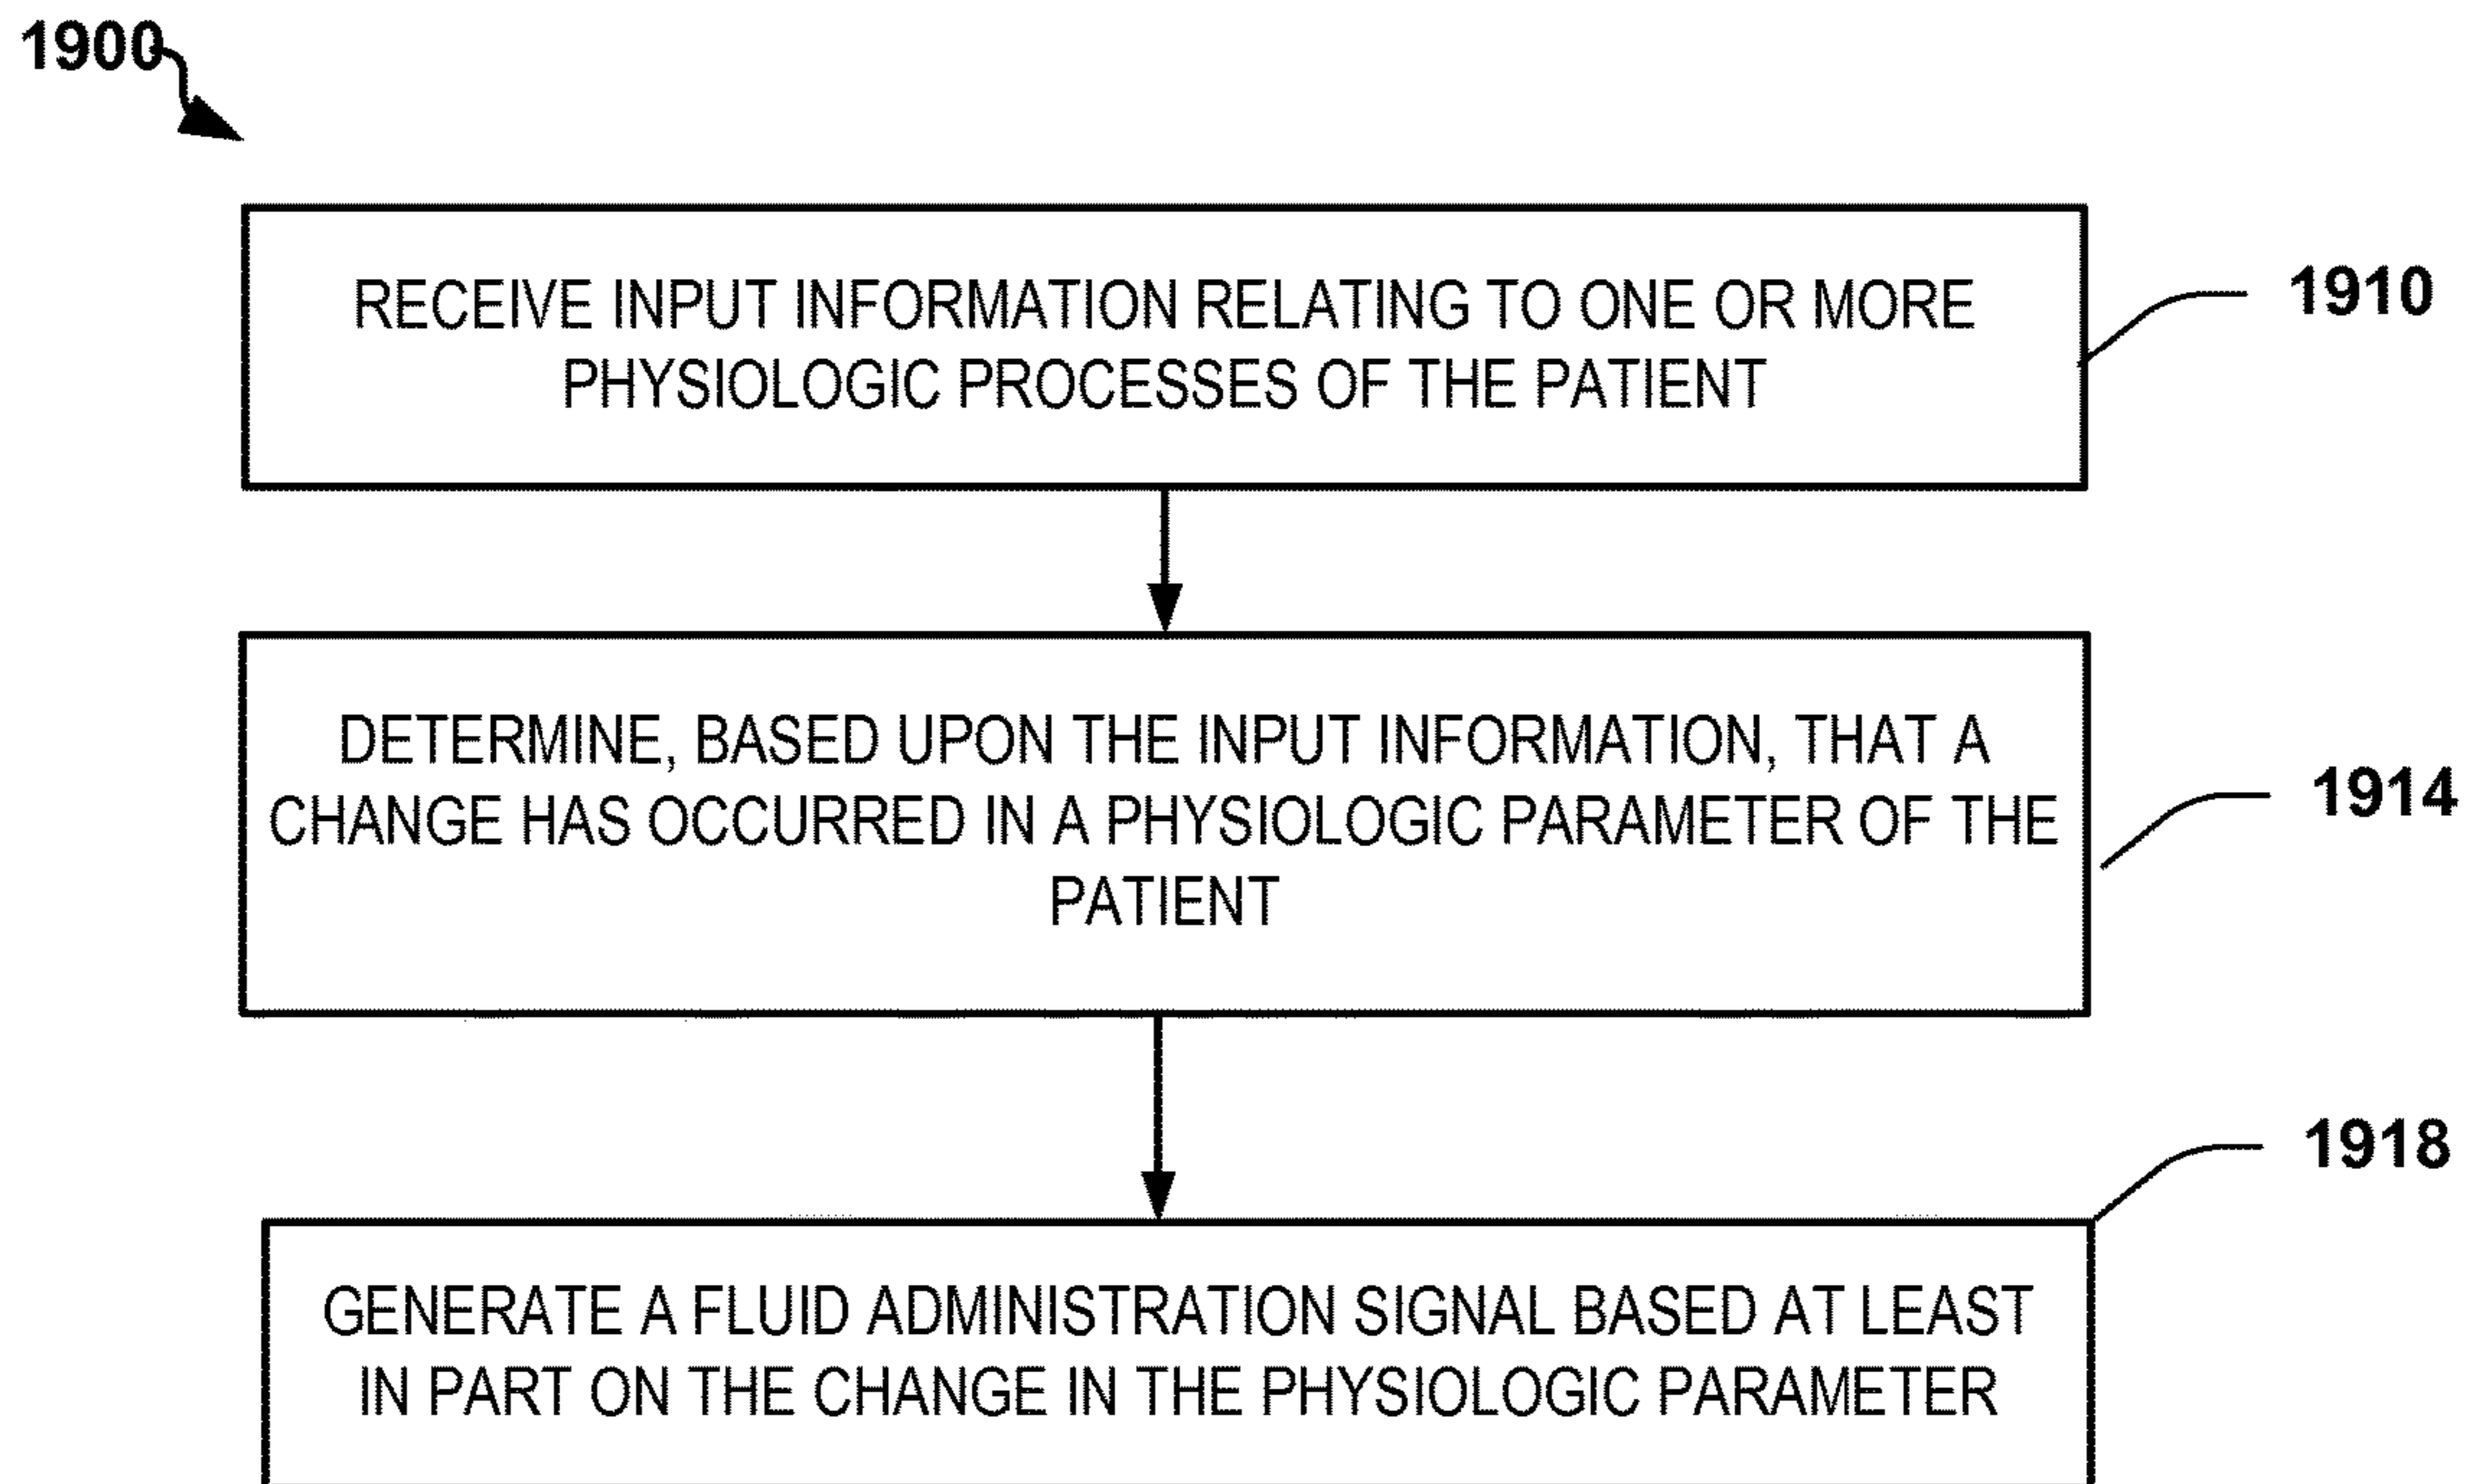 1900
RECEIVE INPUT INFORMATION RELATING TO ONE OR MORE
PHYSIOLOGIC PROCESSES OF THE PATIENT
1910
DETERMINE, BASED UPON THE INPUT INFORMATION, THAT A
CHANGE HAS OCCURRED IN A PHYSIOLOGIC PARAMETER OF THE
PATIENT
1914
1918
GENERATE A FLUID ADMINISTRATION SIGNAL BASED AT LEAST
IN PART ON THE CHANGE IN THE PHYSIOLOGIC PARAMETER